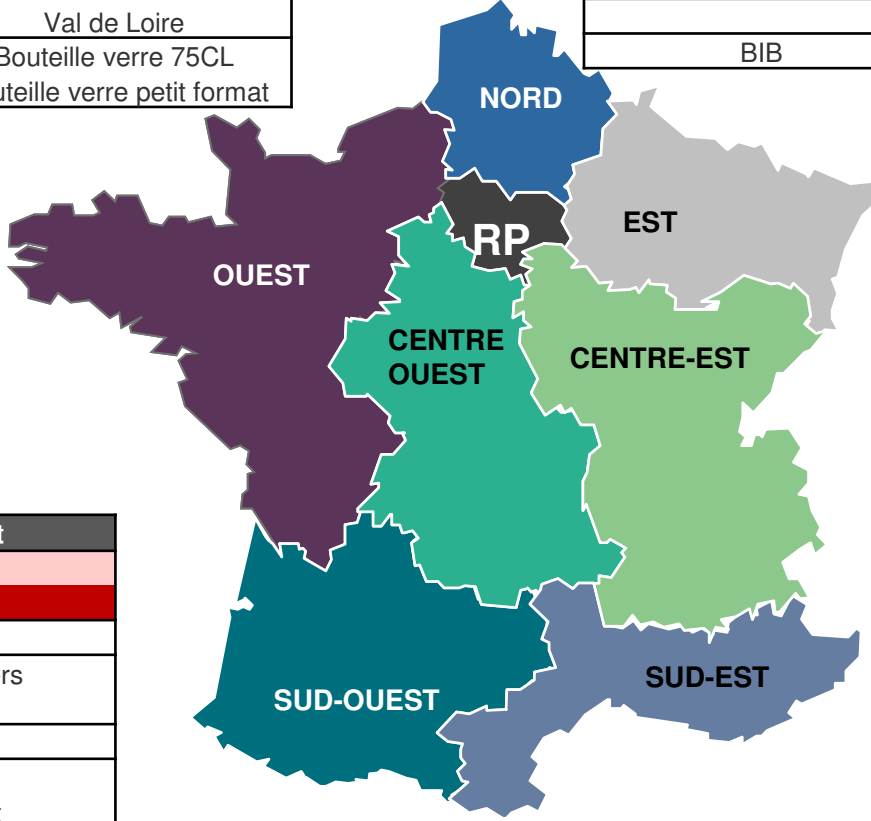 Val de Loire
Bouteille verre 75CL
uteille verre petit format
BIB
NORD
RP
EST
OUEST
CENTRE
OUEST
CENTRE-EST
SUD-OUEST
SUD-EST
t
rs